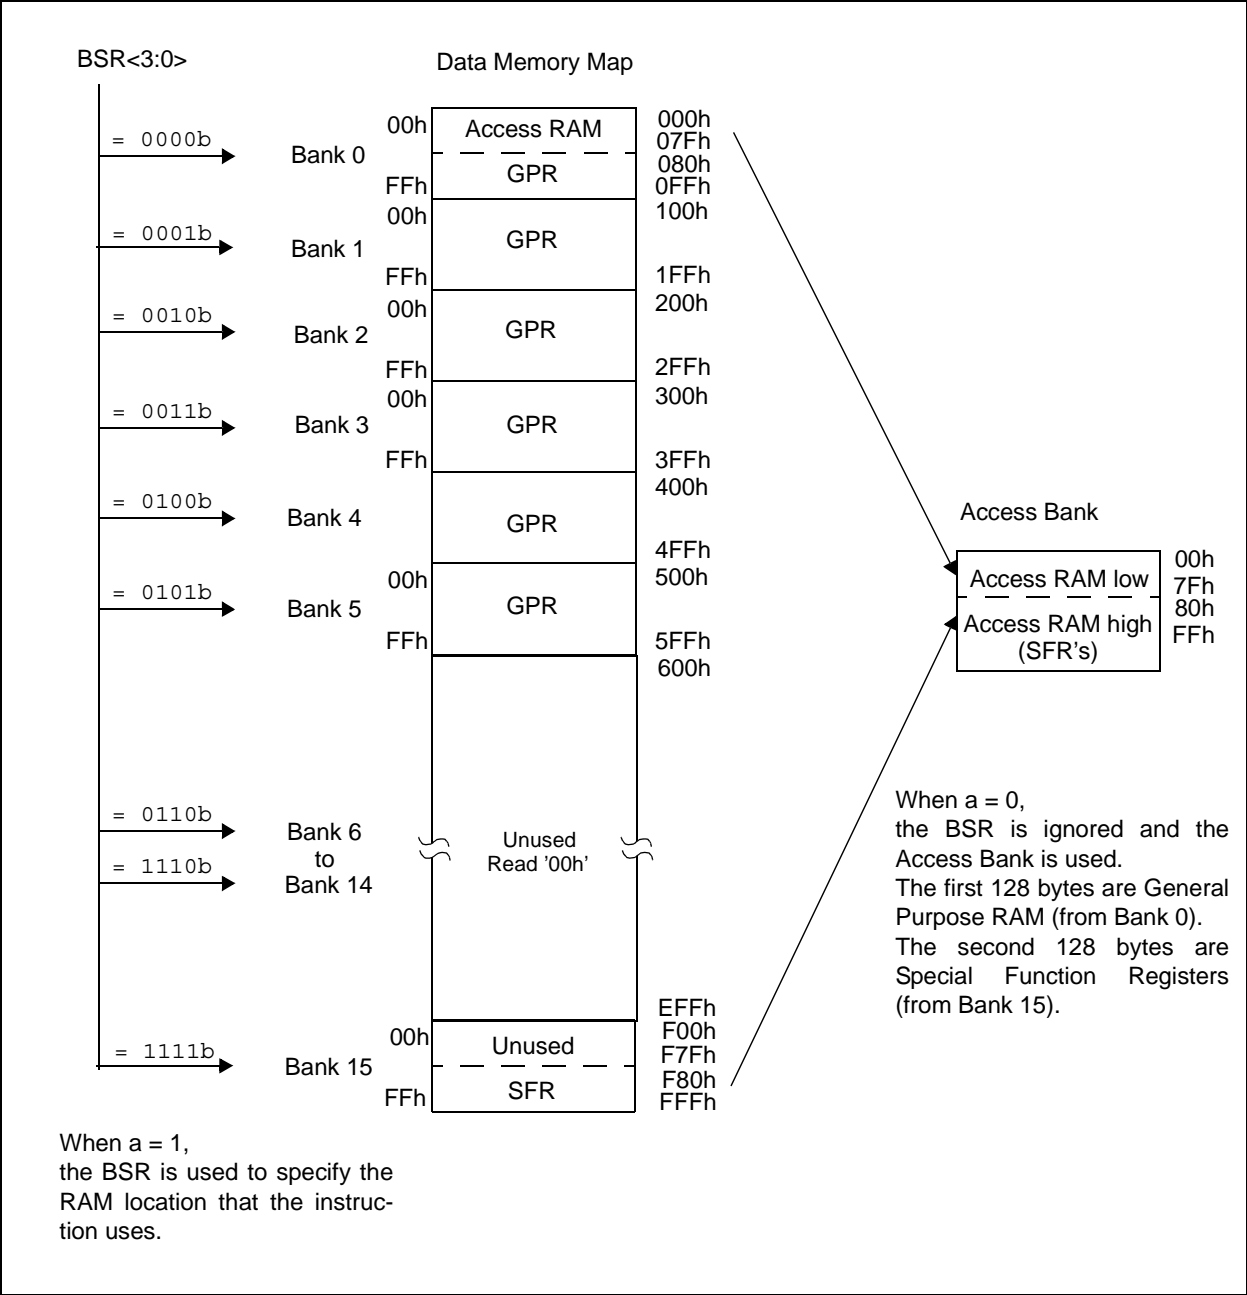 BSR<3:0>
Data Memory Map
= 0000b
Bank 0
00h
Access RAM
000h
07Fh
GPR
080h
FFh
0FFh
= 0001b
Bank 1
00h
GPR
100h
FFh
1FFh
= 0010b
Bank 2
00h
GPR
200h
FFh
2FFh
= 0011b
Bank 3
00h
GPR
300h
FFh
3FFh
= 0100b
Bank 4
GPR
400h
4FFh
= 0101b
Bank 5
00h
GPR
500h
FFh
5FFh
600h
= 0110b
Bank 6
to
= 1110b
Bank 14
Unused
Read '00h'
EFFh
= 1111b
Bank 15
00h
Unused
F00h
F7Fh
SFR
F80h
FFh
FFFh
Access Bank
Access RAM low
00h
7Fh
Access RAM high
(SFR's)
80h
FFh
When a = 0,
the BSR is ignored and the
Access Bank is used.
The first 128 bytes are General
Purpose RAM (from Bank 0).
The second 128 bytes are
Special Function Registers
(from Bank 15).
When a = 1,
the BSR is used to specify the
RAM location that the instruc-
tion uses.